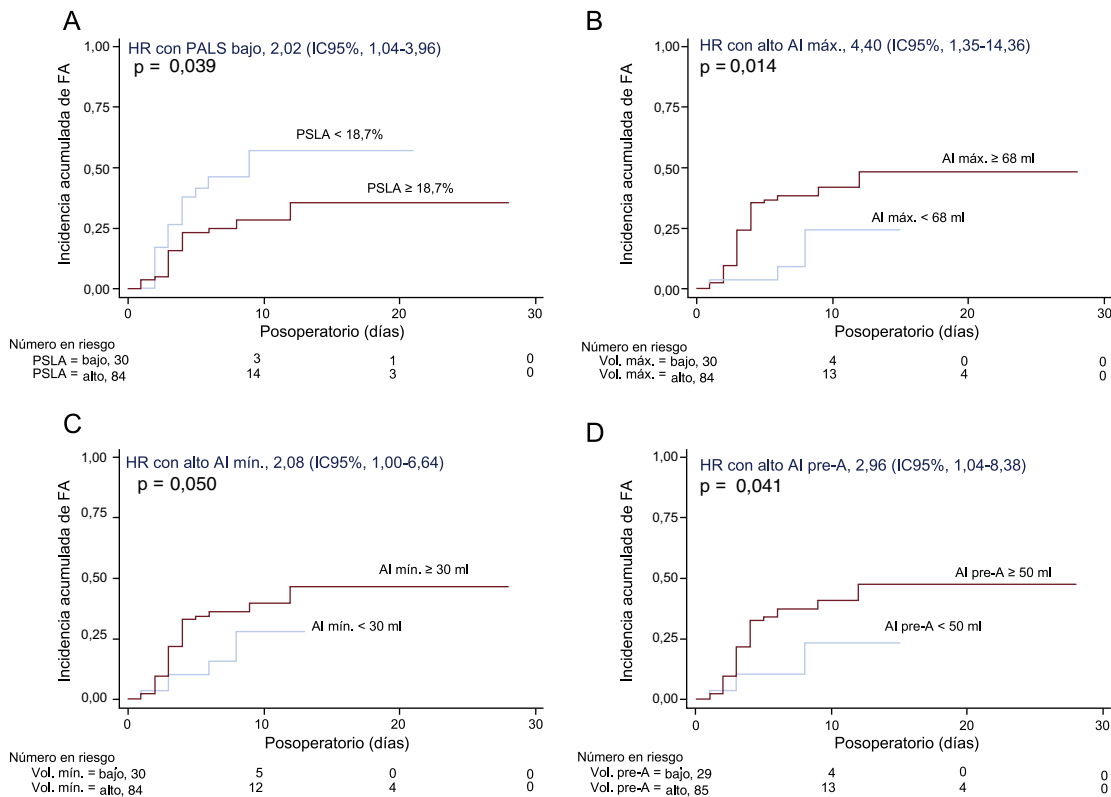 A
HR con PALS bajo, 2,02 (IC95%, 1,04-3,96)
p = 0,039
Incidencia acumulada de FA
1,00
0,75
0,50
0,25
0,00
PSLA < 18,7%
PSLA ≥ 18,7%
0 10 20 30
Posoperatorio (días)
Número en riesgo
PSLA = bajo, 30 3 1 0
PSLA = alto, 84 14 3 0
B
HR con alto AI máx., 4,40 (IC95%, 1,35-14,36)
p = 0,014
Incidencia acumulada de FA
1,00
0,75
0,50
0,25
0,00
AI máx. ≥ 68 ml
AI máx. < 68 ml
0 10 20 30
Posoperatorio (días)
Número en riesgo
Vol. máx. = bajo, 30 4 0 0
Vol. máx. = alto, 84 13 4 0
C
HR con alto AI mín., 2,08 (IC95%, 1,00-6,64)
p = 0,050
Incidencia acumulada de FA
1,00
0,75
0,50
0,25
0,00
AI mín. ≥ 30 ml
AI mín. < 30 ml
0 10 20 30
Posoperatorio (días)
Número en riesgo
Vol. mín. = bajo, 30 5 0 0
Vol. mín. = alto, 84 12 4 0
D
HR con alto AI pre-A, 2,96 (IC95%, 1,04-8,38)
p = 0,041
Incidencia acumulada de FA
1,00
0,75
0,50
0,25
0,00
AI pre-A ≥ 50 ml
AI pre-A < 50 ml
0 10 20 30
Posoperatorio (días)
Número en riesgo
Vol. pre-A = bajo, 29 4 0 0
Vol. pre-A = alto, 85 13 4 0